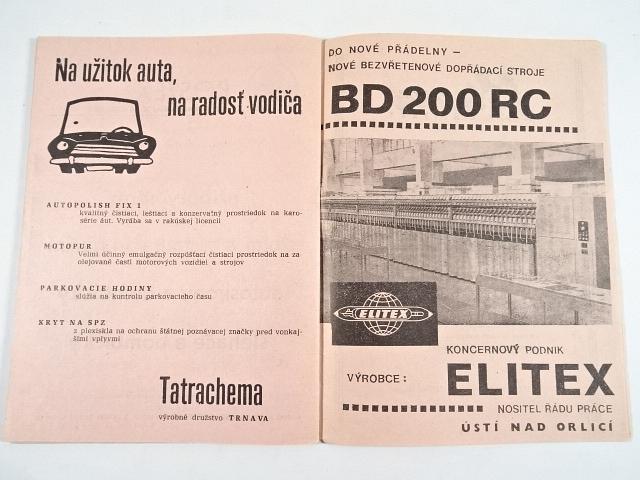 Na užitok auta,
na radosť vodiča
AUTOPOLISH FIX 1
kvalitný čistiaci, leštiaci a konzervačný prostriedok na karo-
série áut. Vyrába sa v rakúskej licencii
MOTOPUR
Velmi účinný emulgačný rozpúšťací čistiaci prostriedok na za
olejované časti motorových vozidiel a strojov
PARKOVACIE HODINY
slúžia na kontrolu parkovacieho času
KRYT NA SPZ
z plexiskla na ochranu štátnej poznávacej značky pred vonkaj-
šími vplyvmi
Tatrachema
výrobné družstvo TRNAVA
DO NOVÉ PŘÁDELNY –
NOVÉ BEZVŘETENOVÉ DOPŘÁDACÍ STROJE
BD 200 RC
ELITEX
KONCERNOVÝ PODNIK
VÝROBCE: ELITEX
NOSITEL ŘÁDU PRÁCE
ÚSTÍ NAD ORLICÍ